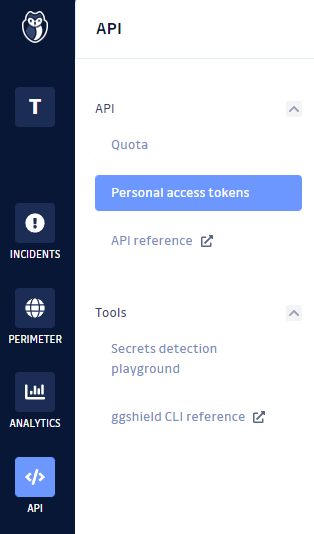 API
T
INCIDENTS
PERIMETER
ANALYTICS
API
API
Quota
Personal access tokens
API reference
Tools
Secrets detection
playground
ggshield CLI reference